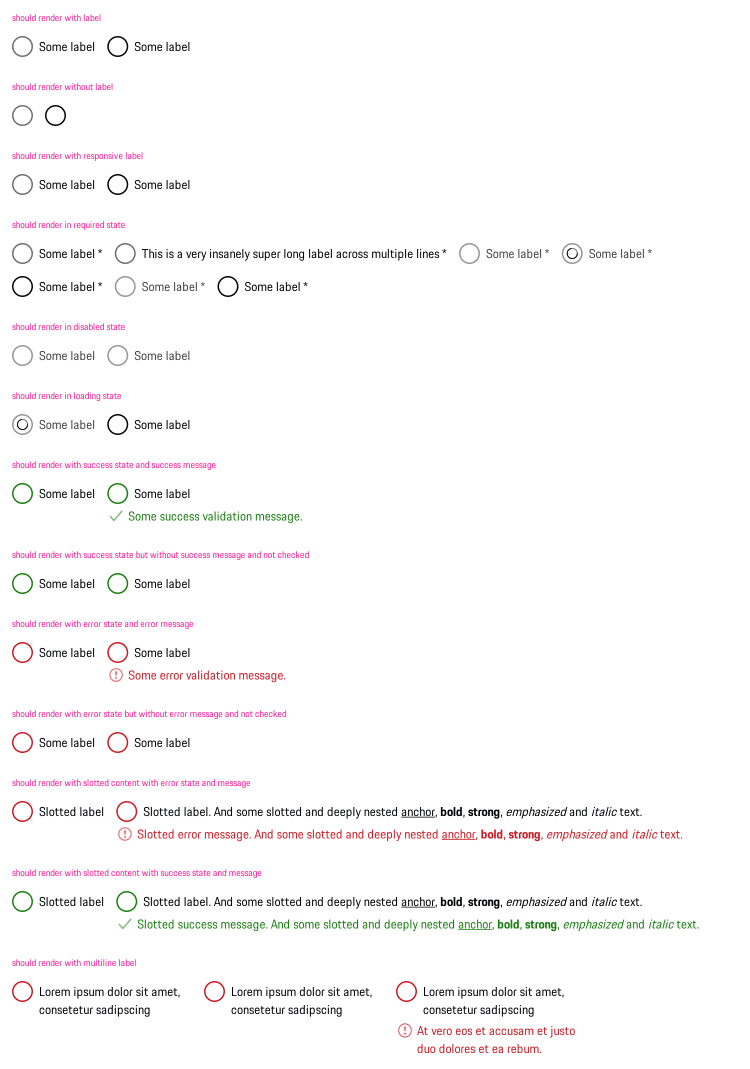 should render with label
Some label Some label
should render without label
should render with responsive label
Some label Some label
should render in required state
Some label * This is a very insanely super long label across multiple lines * Some label * Some label *
Some label * Some label * Some label *
should render in disabled state
Some label Some label
should render in loading state
Some label Some label
should render with success state and success message
Some label Some label
Some success validation message.
should render with success state but without success message and not checked
Some label Some label
should render with error state and error message
Some label Some label
Some error validation message.
should render with error state but without error message and not checked
Some label Some label
should render with slotted content with error state and message
Slotted label Slotted label. And some slotted and deeply nested anchor, bold, strong, emphasized and italic text.
Slotted error message. And some slotted and deeply nested anchor, bold, strong, emphasized and italic text.
should render with slotted content with success state and message
Slotted label Slotted label. And some slotted and deeply nested anchor, bold, strong, emphasized and italic text.
Slotted success message. And some slotted and deeply nested anchor, bold, strong, emphasized and italic text.
should render with multiline label
Lorem ipsum dolor sit amet, Lorem ipsum dolor sit amet, Lorem ipsum dolor sit amet,
consetetur sadipscing consetetur sadipscing consetetur sadipscing
At vero eos et accusam et justo
duo dolores et ea rebum.